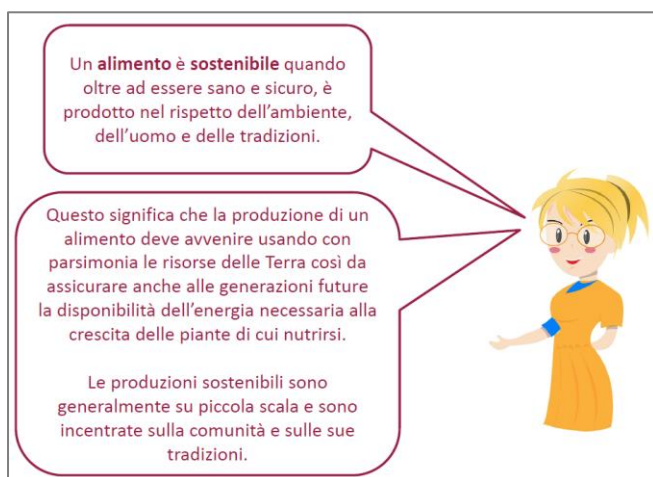 Un alimento è sostenibile quando
oltre ad essere sano e sicuro, è
prodotto nel rispetto dell'ambiente,
dell'uomo e delle tradizioni.
Questo significa che la produzione di un
alimento deve avvenire usando con
parsimonia le risorse delle Terra così da
assicurare anche alle generazioni future
la disponibilità dell'energia necessaria alla
crescita delle piante di cui nutrirsi.
Le produzioni sostenibili sono
generalmente su piccola scala e sono
incentrate sulla comunità e sulle sue
tradizioni.